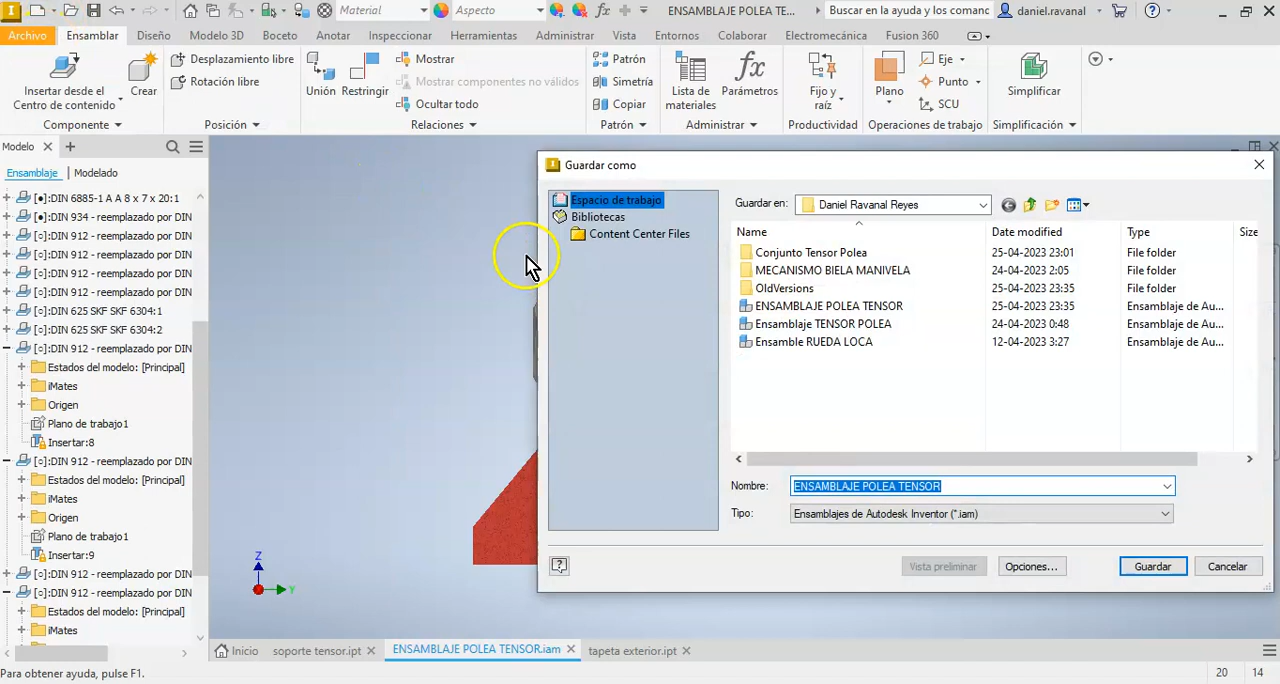 Material
Aspecto
fx
ENSAMBLAJE POLEA TE...
Buscar en la ayuda y los comanc
daniel.ravanal
Archivo
Ensamblar
Diseño
Modelo 3D
Boceto
Anotar
Inspeccionar
Herramientas
Administrar
Vista
Entornos
Colaborar
Electromecánica
Fusion 360
Insertar desde el
Centro de contenido
Crear
Componente
Desplazamiento libre
Rotación libre
Posición
Unión
Restringir
Mostrar
Mostrar componentes no válidos
Ocultar todo
Relaciones
Patrón
Simetría
Copiar
Patrón
Lista de
materiales
fx
Parámetros
Administrar
Fijo y
raíz
Productividad
Plano
Eje
Punto
SCU
Operaciones de trabajo
Simplificar
Simplificación
Modelo
Ensamblaje
Modelado
[•]:DIN 6885-1 A A 8 x 7 x 20:1
[•]:DIN 934 - reemplazado por DIN
[○]:DIN 912 - reemplazado por DIN
[○]:DIN 912 - reemplazado por DIN
[○]:DIN 912 - reemplazado por DIN
[○]:DIN 912 - reemplazado por DIN
[○]:DIN 625 SKF SKF 6304:1
[○]:DIN 625 SKF SKF 6304:2
[○]:DIN 912 - reemplazado por DIN
Estados del modelo: [Principal]
iMates
Origen
Plano de trabajo1
Insertar:8
[○]:DIN 912 - reemplazado por DIN
Estados del modelo: [Principal]
iMates
Origen
Plano de trabajo1
Insertar:9
[○]:DIN 912 - reemplazado por DIN
[○]:DIN 912 - reemplazado por DIN
Estados del modelo: [Principal]
iMates
Z
Y
Guardar como
Espacio de trabajo
Bibliotecas
Content Center Files
Guardar en:
Daniel Ravanal Reyes
Name
Date modified
Type
Size
Conjunto Tensor Polea
25-04-2023 23:01
File folder
MECANISMO BIELA MANIVELA
24-04-2023 2:05
File folder
OldVersions
25-04-2023 23:35
File folder
ENSAMBLAJE POLEA TENSOR
25-04-2023 23:35
Ensamblaje de Au...
Ensamblaje TENSOR POLEA
24-04-2023 0:48
Ensamblaje de Au...
Ensamble RUEDA LOCA
12-04-2023 3:27
Ensamblaje de Au...
Nombre:
ENSAMBLAJE POLEA TENSOR
Tipo:
Ensamblajes de Autodesk Inventor (*.iam)
Vista preliminar
Opciones...
Guardar
Cancelar
Inicio
soporte tensor.ipt
ENSAMBLAJE POLEA TENSOR.iam
tapeta exterior.ipt
Para obtener ayuda, pulse F1.
20
14